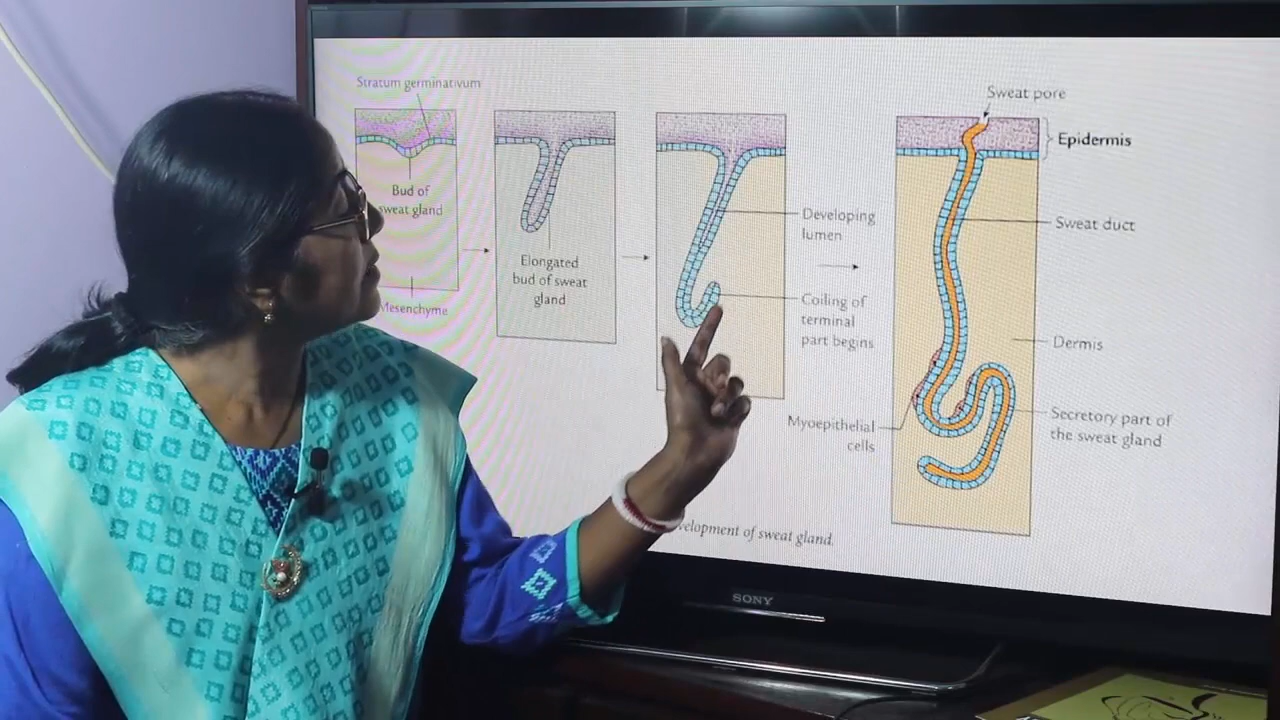 Stratum germinativum
Bud of
sweat gland
Mesenchyme
Elongated
bud of sweat
gland
Developing
lumen
Coiling of
terminal
part begins
Sweat pore
Epidermis
Sweat duct
Dermis
Myoepithelial
cells
Secretory part of
the sweat gland
of sweat gland.
SONY